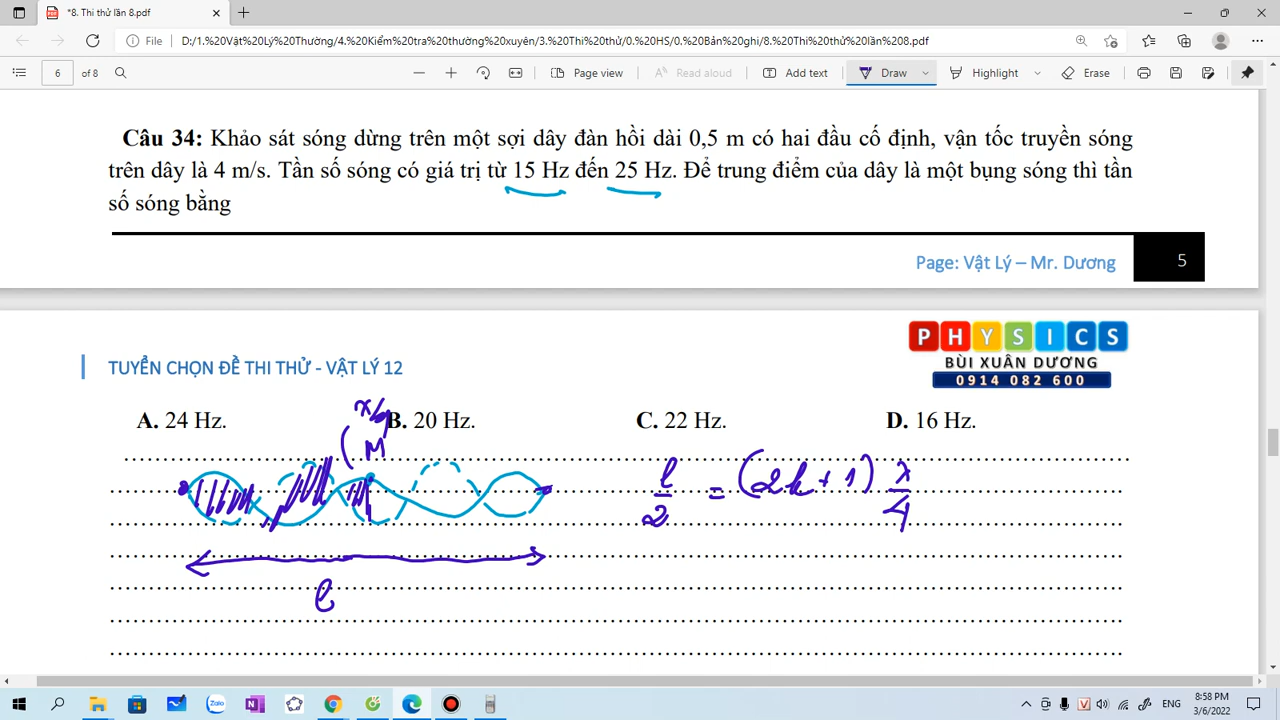 *8. Thi thử lần 8.pdf
File
D:/1.%20Vật%20Lý%20Thường/4.%20Kiểm%20tra%20thường%20xuyên/3.%20Thi%20thử/0.%20HS/0.%20Bản%20ghi/8.%20Thi%20thử%20lần%208.pdf
6 of 8
Page view
Read aloud
Add text
Draw
Highlight
Erase
Câu 34: Khảo sát sóng dừng trên một sợi dây đàn hồi dài 0,5 m có hai đầu cố định, vận tốc truyền sóng
trên dây là 4 m/s. Tần số sóng có giá trị từ 15 Hz đến 25 Hz. Để trung điểm của dây là một bụng sóng thì tần
số sóng bằng
Page: Vật Lý – Mr. Dương
5
PHYSICS
BÙI XUÂN DƯƠNG
0914 082 600
TUYỂN CHỌN ĐỀ THI THỬ - VẬT LÝ 12
A. 24 Hz. B. 20 Hz. C. 22 Hz. D. 16 Hz.
M
l/2 = (2k+1) λ/4
l
ENG
8:58 PM
3/6/2022